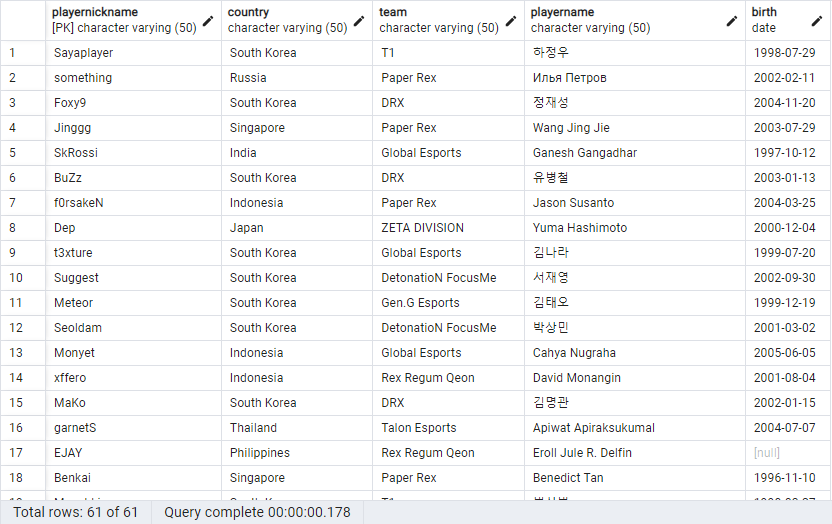 playernickname country team playername birth
[PK] character varying (50) character varying (50) character varying (50) character varying (50) date
1 Sayaplayer South Korea T1 하정우 1998-07-29
2 something Russia Paper Rex Илья Петров 2002-02-11
3 Foxy9 South Korea DRX 정재성 2004-11-20
4 Jinggg Singapore Paper Rex Wang Jing Jie 2003-07-29
5 SkRossi India Global Esports Ganesh Gangadhar 1997-10-12
6 BuZz South Korea DRX 유병철 2003-01-13
7 f0rsakeN Indonesia Paper Rex Jason Susanto 2004-03-25
8 Dep Japan ZETA DIVISION Yuma Hashimoto 2000-12-04
9 t3xture South Korea Global Esports 김나라 1999-07-20
10 Suggest South Korea DetonatioN FocusMe 서재영 2002-09-30
11 Meteor South Korea Gen.G Esports 김태오 1999-12-19
12 Seoldam South Korea DetonatioN FocusMe 박상민 2001-03-02
13 Monyet Indonesia Global Esports Cahya Nugraha 2005-06-05
14 xffero Indonesia Rex Regum Qeon David Monangin 2001-08-04
15 MaKo South Korea DRX 김명관 2002-01-15
16 garnetS Thailand Talon Esports Apiwat Apiraksukumal 2004-07-07
17 EJAY Philippines Rex Regum Qeon Eroll Jule R. Delfin [null]
18 Benkai Singapore Paper Rex Benedict Tan 1996-11-10
Total rows: 61 of 61 Query complete 00:00:00.178